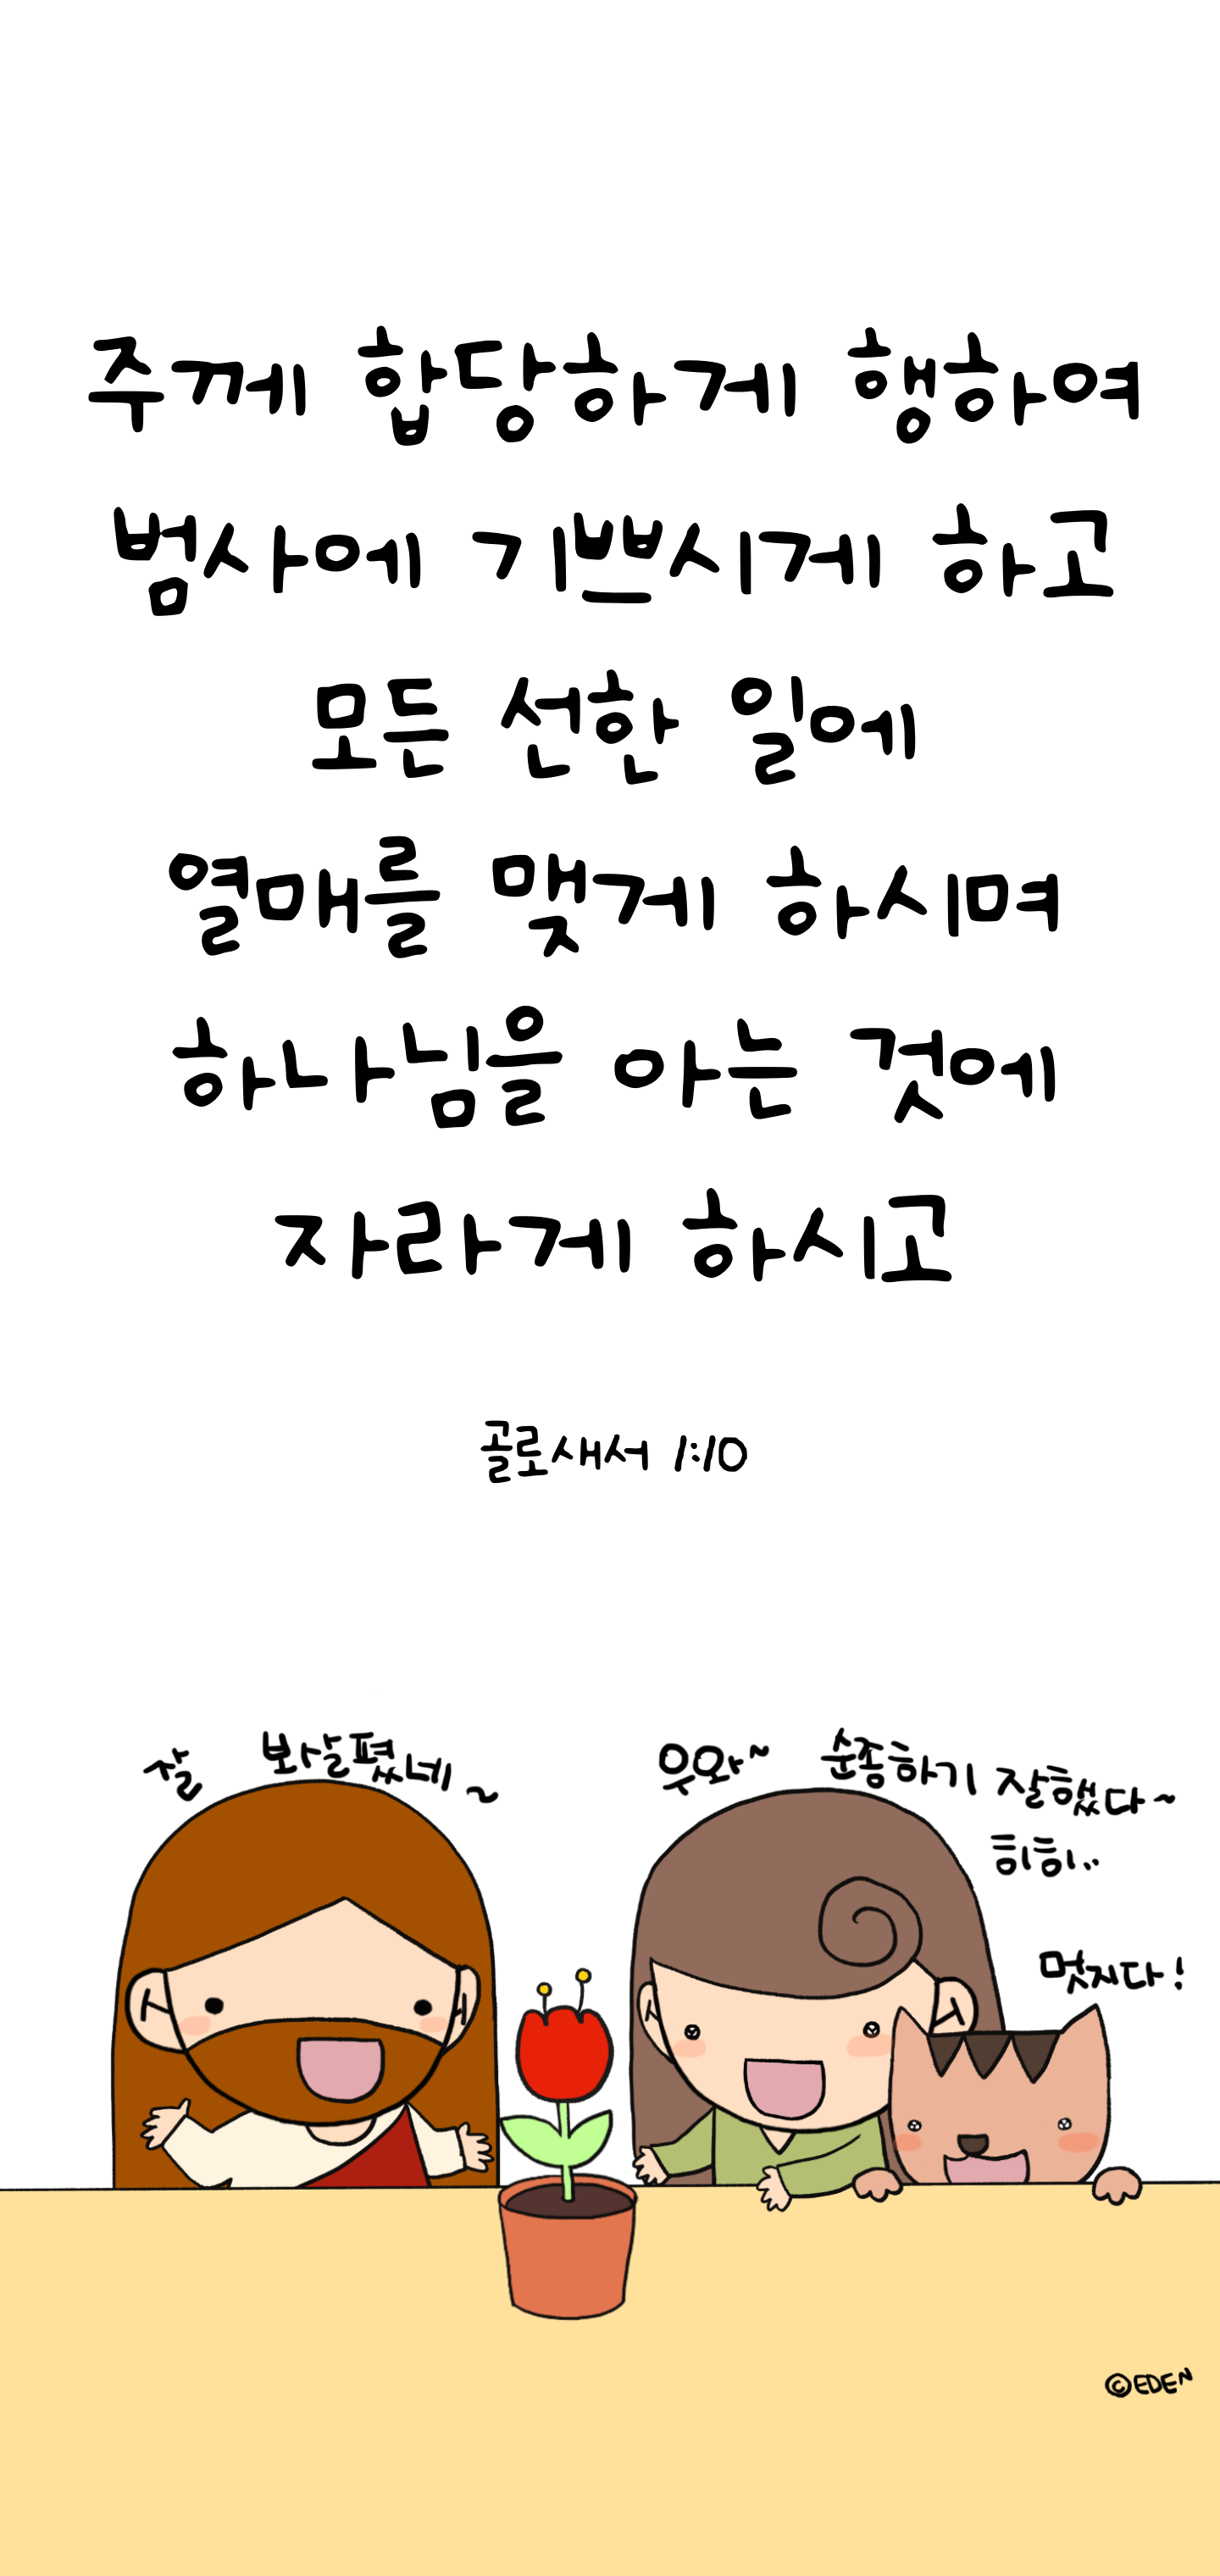 주께 합당하게 행하여
범사에 기쁘시게 하고
모든 선한 일에
열매를 맺게 하시며
하나님을 아는 것에
자라게 하시고
골로새서 1:10
잘 봐살폈네~
우와~ 순종하기 잘했다~
히히..
멋지다!
©EDEN